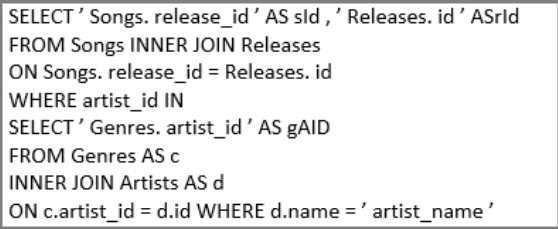 SELECT ’ Songs. release_id ’ AS sId , ’ Releases. id ’ ASrId
FROM Songs INNER JOIN Releases
ON Songs. release_id = Releases. id
WHERE artist_id IN
SELECT ’ Genres. artist_id ’ AS gAID
FROM Genres AS c
INNER JOIN Artists AS d
ON c.artist_id = d.id WHERE d.name = ’ artist_name ’